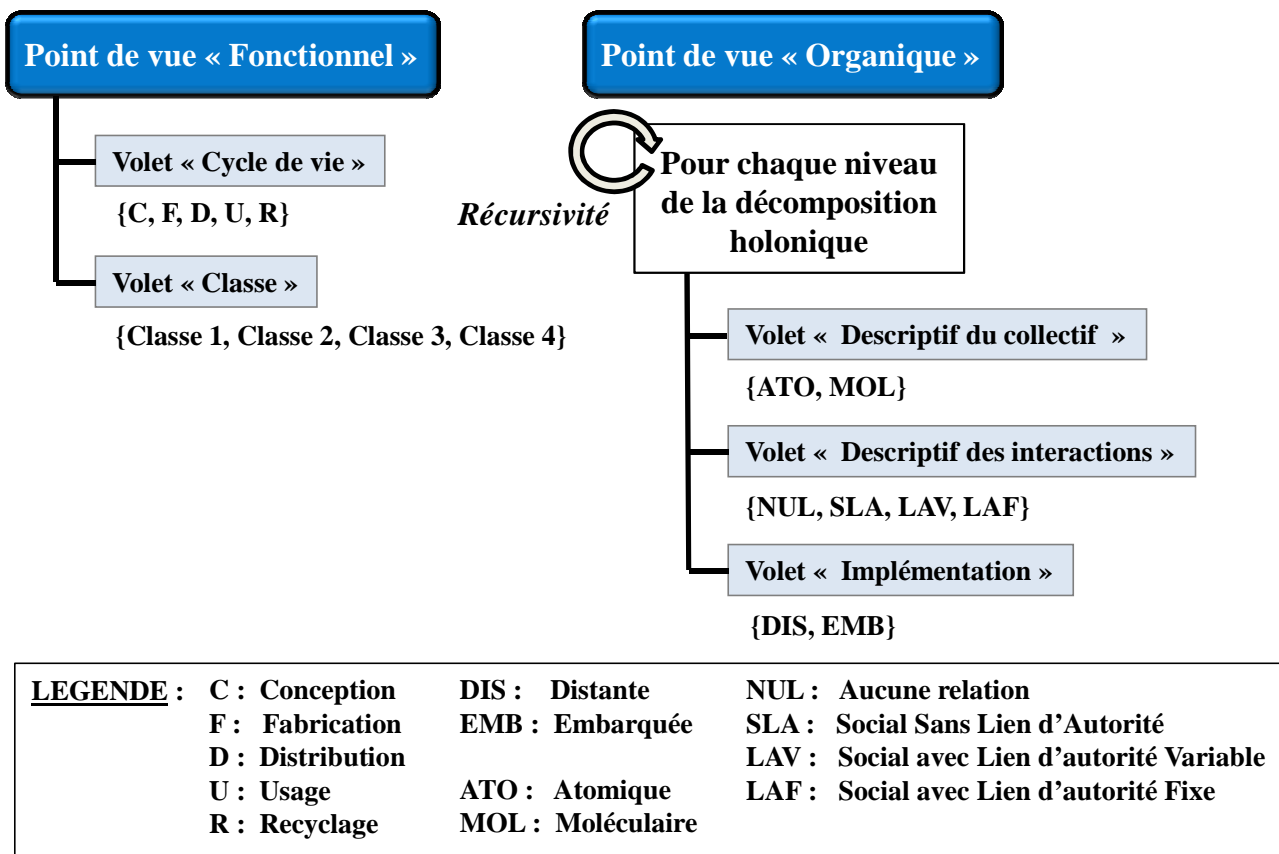 Point de vue « Fonctionnel »
Volet « Cycle de vie »
{C, F, D, U, R}
Volet « Classe »
{Classe 1, Classe 2, Classe 3, Classe 4}
Point de vue « Organique »
Récursivité
Pour chaque niveau
de la décomposition
holonique
Volet « Descriptif du collectif »
{ATO, MOL}
Volet « Descriptif des interactions »
{NUL, SLA, LAV, LAF}
Volet « Implémentation »
{DIS, EMB}
LEGENDE :
C : Conception
F : Fabrication
D : Distribution
U : Usage
R : Recyclage
DIS : Distante
EMB : Embarquée
ATO : Atomique
MOL : Moléculaire
NUL : Aucune relation
SLA : Social Sans Lien d’Autorité
LAV : Social avec Lien d’autorité Variable
LAF : Social avec Lien d’autorité Fixe